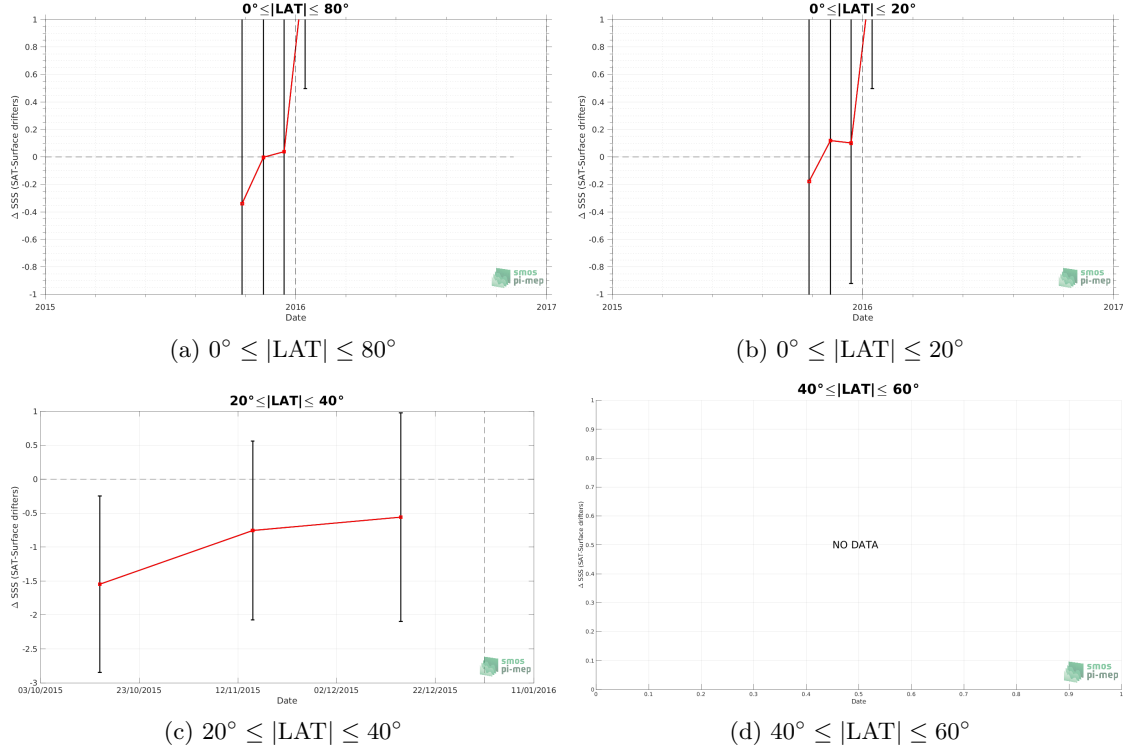 0°≤|LAT|≤ 80°
1
0.8
0.6
0.4
0.2
0
-0.2
-0.4
-0.6
-0.8
-1
Δ SSS (SAT-Surface drifters)
2015
2016
2017
Date
smos
pi-mep
(a) 0° ≤ |LAT| ≤ 80°
0°≤|LAT|≤ 20°
1
0.8
0.6
0.4
0.2
0
-0.2
-0.4
-0.6
-0.8
-1
Δ SSS (SAT-Surface drifters)
2015
2016
2017
Date
smos
pi-mep
(b) 0° ≤ |LAT| ≤ 20°
20°≤|LAT|≤ 40°
1
0.5
0
-0.5
-1
-1.5
-2
-2.5
-3
Δ SSS (SAT-Surface drifters)
03/10/2015
23/10/2015
12/11/2015
02/12/2015
22/12/2015
11/01/2016
Date
smos
pi-mep
(c) 20° ≤ |LAT| ≤ 40°
40°≤|LAT|≤ 60°
1
0.9
0.8
0.7
0.6
0.5
0.4
0.3
0.2
0.1
0
Δ SSS (SAT-Surface drifters)
NO DATA
0
0.1
0.2
0.3
0.4
0.5
0.6
0.7
0.8
0.9
1
Date
smos
pi-mep
(d) 40° ≤ |LAT| ≤ 60°